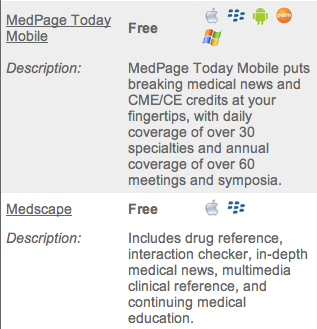 MedPage Today Mobile Free palm
Description: MedPage Today Mobile puts
breaking medical news and
CME/CE credits at your
fingertips, with daily
coverage of over 30
specialties and annual
coverage of over 60
meetings and symposia.
Medscape Free
Description: Includes drug reference,
interaction checker, in-depth
medical news, multimedia
clinical reference, and
continuing medical
education.